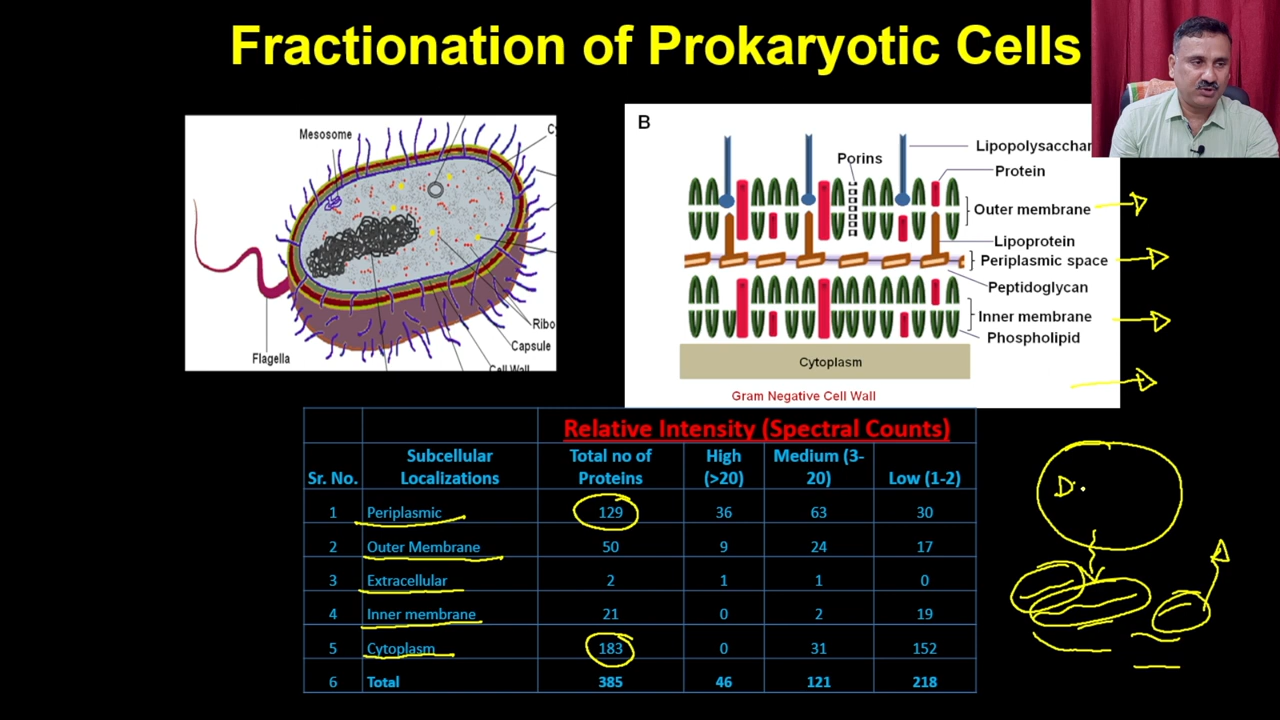 Fractionation of Prokaryotic Cells
Mesosome
Flagella
Ribo
Capsule
Cell Wall
B
Porins
Lipopolysacchar
Protein
Outer membrane
Lipoprotein
Periplasmic space
Peptidoglycan
Inner membrane
Phospholipid
Cytoplasm
Gram Negative Cell Wall
Relative Intensity (Spectral Counts)
Sr. No. Subcellular Localizations Total no of Proteins High (>20) Medium (3-20) Low (1-2)
1 Periplasmic 129 36 63 30
2 Outer Membrane 50 9 24 17
3 Extracellular 2 1 1 0
4 Inner membrane 21 0 2 19
5 Cytoplasm 183 0 31 152
6 Total 385 46 121 218
D